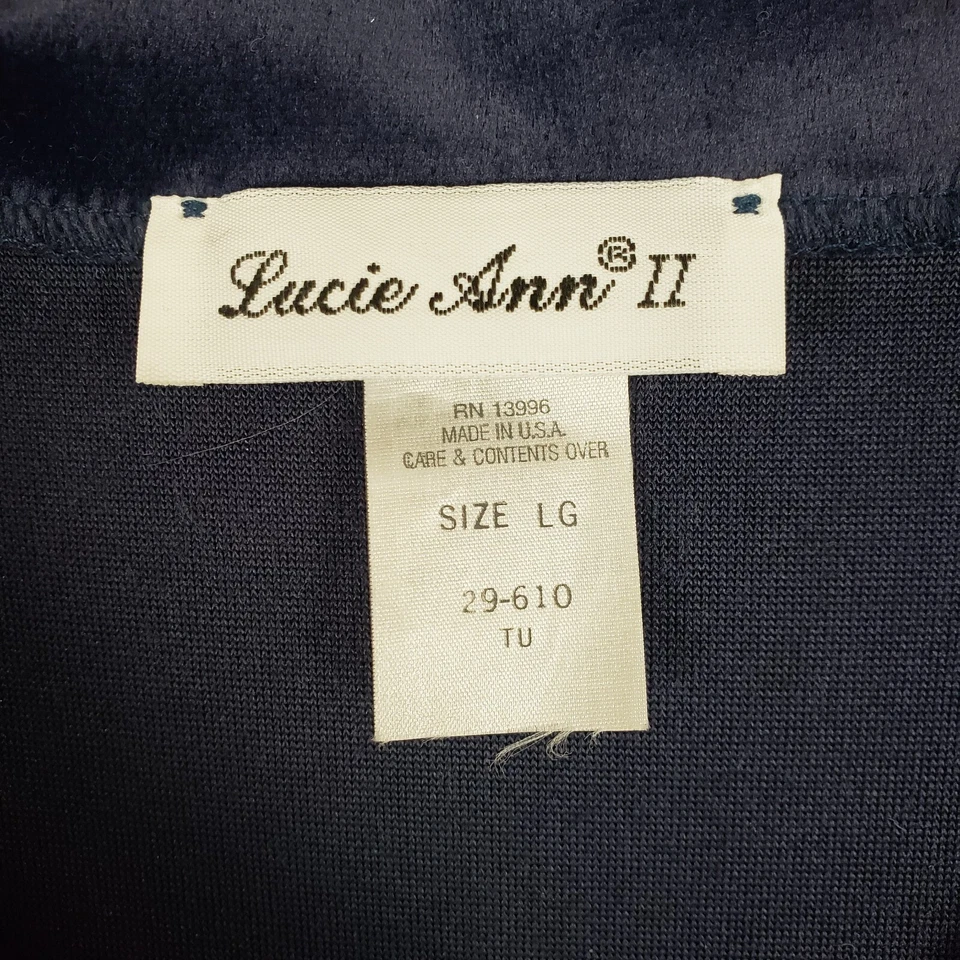 Lucie Ann® II
RN 13996
MADE IN U.S.A.
CARE & CONTENTS OVER
SIZE LG
29-610
TU